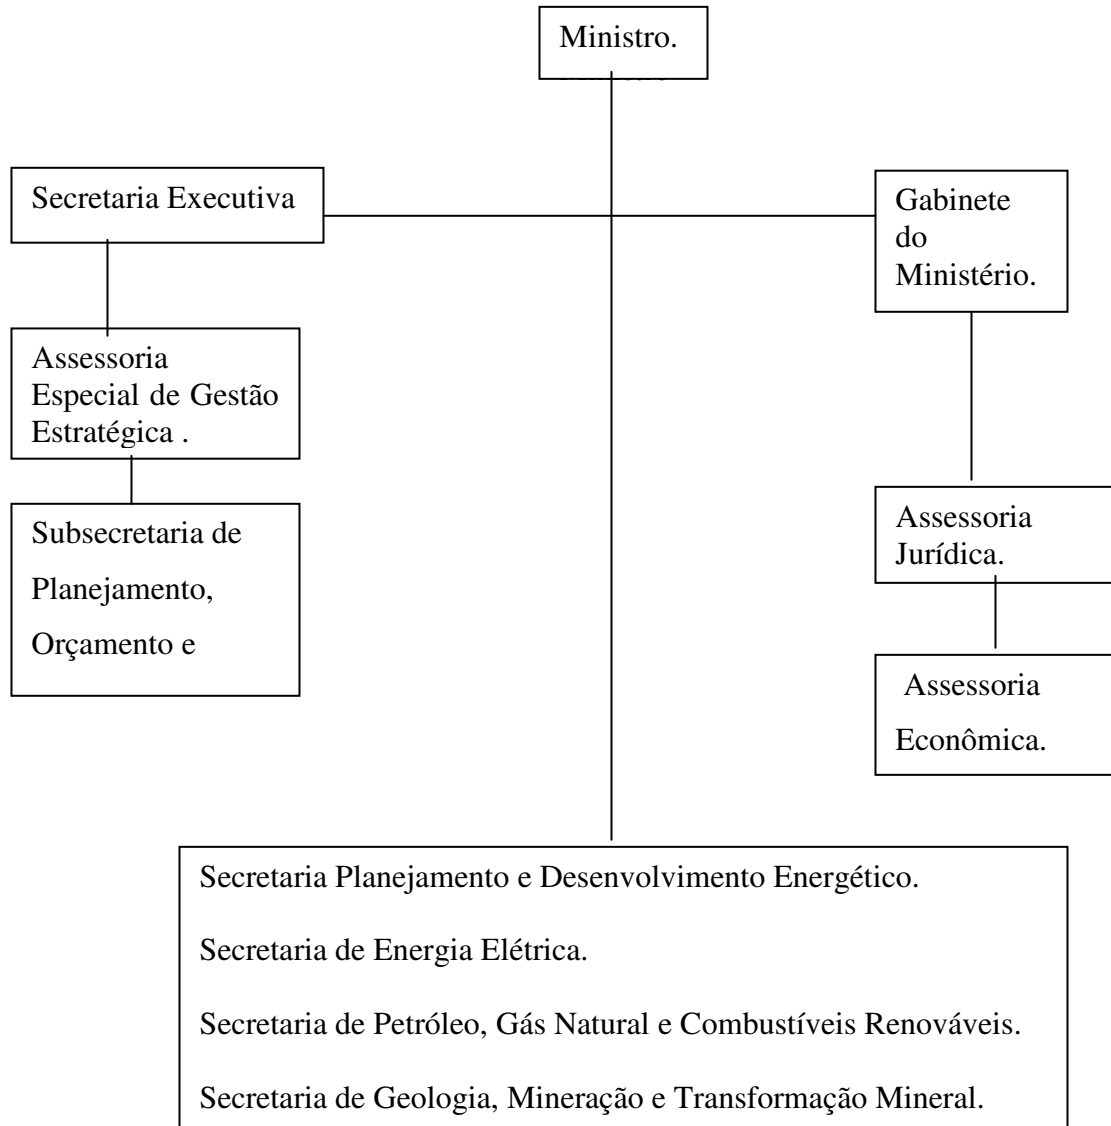 Ministro.
Secretaria Executiva
Gabinete
do
Ministério.
Assessoria
Especial de Gestão
Estratégica .
Subsecretaria de
Planejamento,
Orçamento e
Assessoria
Jurídica.
Assessoria
Econômica.
Secretaria Planejamento e Desenvolvimento Energético.
Secretaria de Energia Elétrica.
Secretaria de Petróleo, Gás Natural e Combustíveis Renováveis.
Secretaria de Geologia, Mineração e Transformação Mineral.